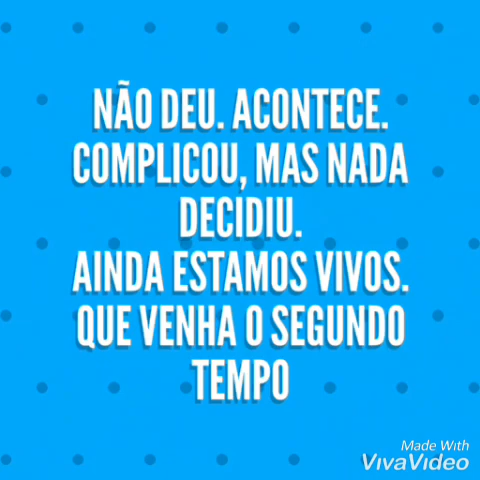 NÃO DEU. ACONTECE.
COMPLICOU, MAS NADA
DECIDIU.
AINDA ESTAMOS VIVOS.
QUE VENHA O SEGUNDO
TEMPO
Made With
VivaVideo